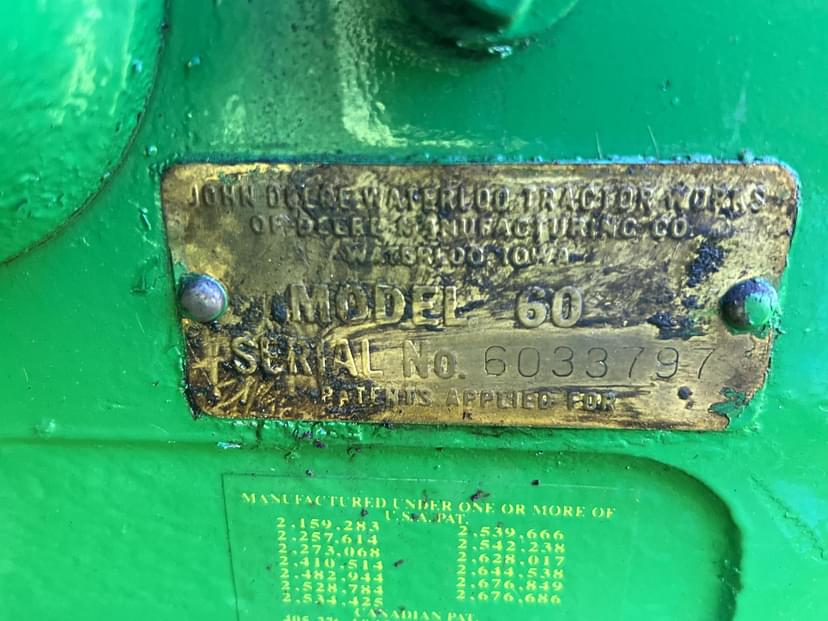 JOHN DEERE WATERLOO TRACTOR WORKS
OF DEERE MANUFACTURING CO.
WATERLOO, IOWA
MODEL 60
SERIAL No. 6033797
PATENTS APPLIED FOR
MANUFACTURED UNDER ONE OR MORE OF
U.S.A. PAT.
2,159,283 2,539,666
2,257,614 2,542,238
2,273,068 2,628,017
2,410,514 2,644,538
2,482,944 2,676,849
2,528,784 2,676,686
2,534,425
CANADIAN PAT.